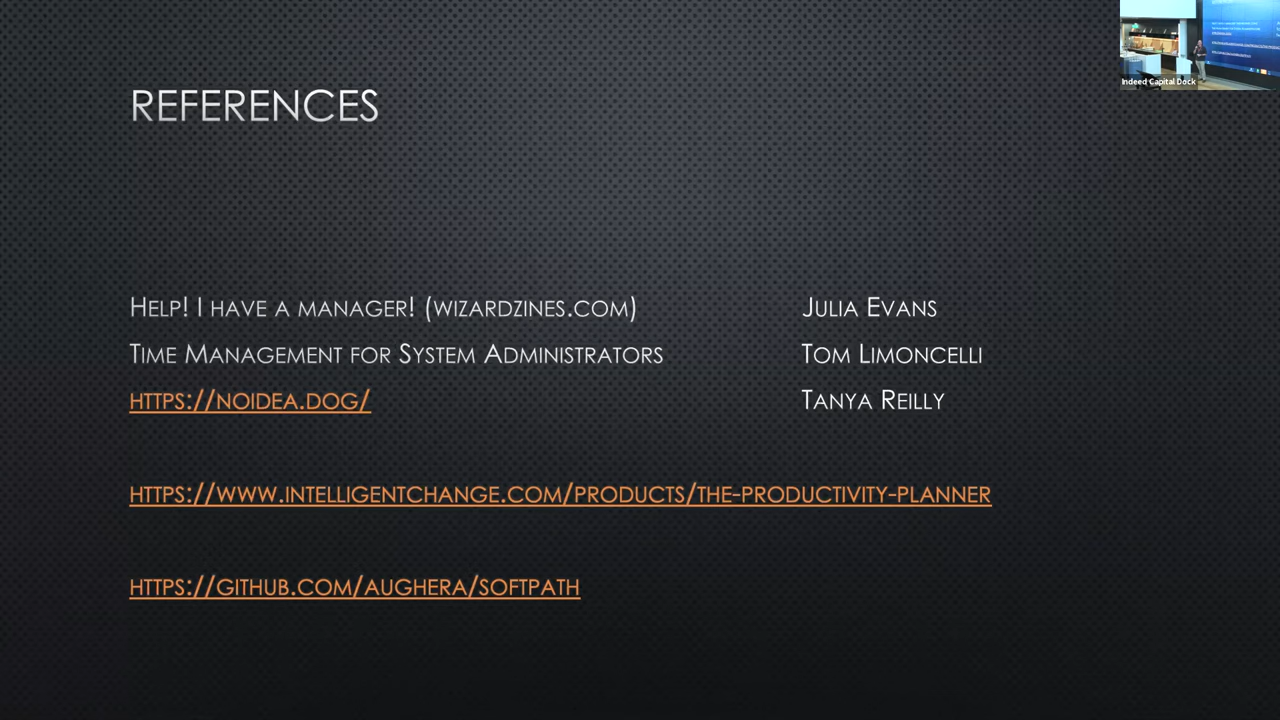 REFERENCES
Indeed Capital Dock
HELP! I HAVE A MANAGER! (WIZARDZINES.COM) JULIA EVANS
TIME MANAGEMENT FOR SYSTEM ADMINISTRATORS TOM LIMONCELLI
HTTPS://NOIDEA.DOG/ TANYA REILLY
HTTPS://WWW.INTELLIGENTCHANGE.COM/PRODUCTS/THE-PRODUCTIVITY-PLANNER
HTTPS://GITHUB.COM/AUGHERA/SOFTPATH